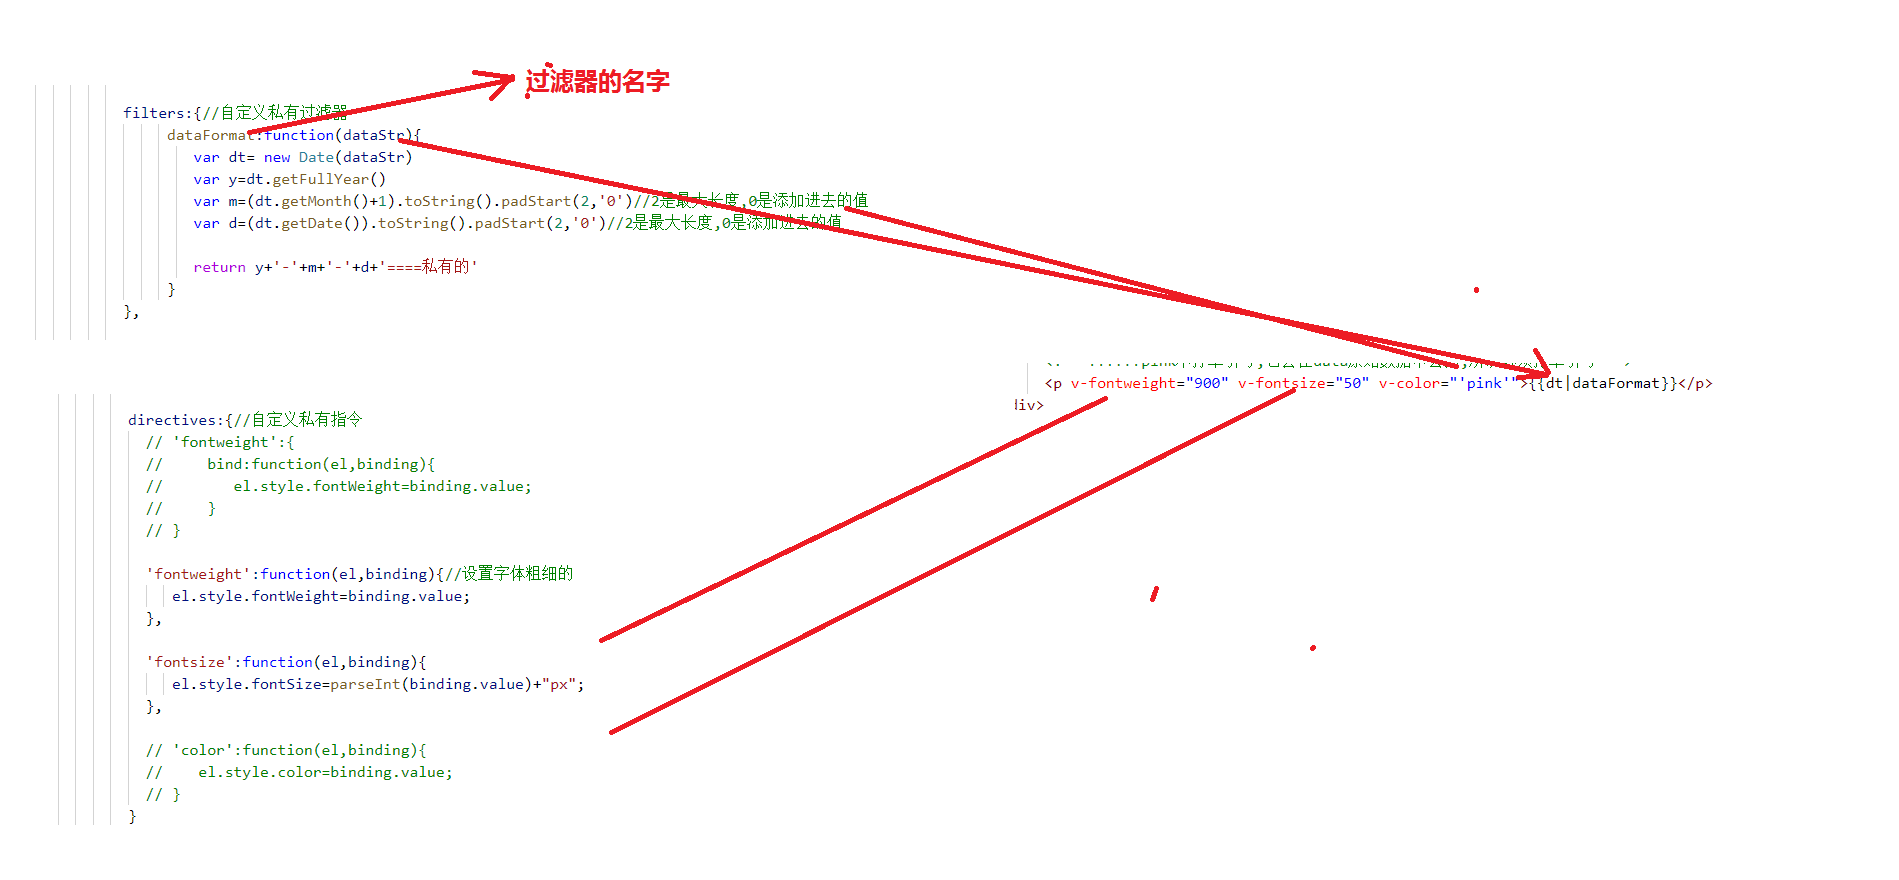 过滤器的名字
filters:{//自定义私有过滤器
dataFormat:function(dataStr){
var dt= new Date(dataStr)
var y=dt.getFullYear()
var m=(dt.getMonth()+1).toString().padStart(2,'0')//2是最大长度,0是添加进去的值
var d=(dt.getDate()).toString().padStart(2,'0')//2是最大长度,0是添加进去的值
return y+'-'+m+'-'+d+'====私有的'
}
},
<p v-fontweight="900" v-fontsize="50" v-color="'pink'">{{dt|dataFormat}}</p>
div>
directives:{//自定义私有指令
// 'fontweight':{
// bind:function(el,binding){
// el.style.fontWeight=binding.value;
// }
// }
'fontweight':function(el,binding){//设置字体粗细的
el.style.fontWeight=binding.value;
},
'fontsize':function(el,binding){
el.style.fontSize=parseInt(binding.value)+"px";
},
// 'color':function(el,binding){
// el.style.color=binding.value;
// }
}